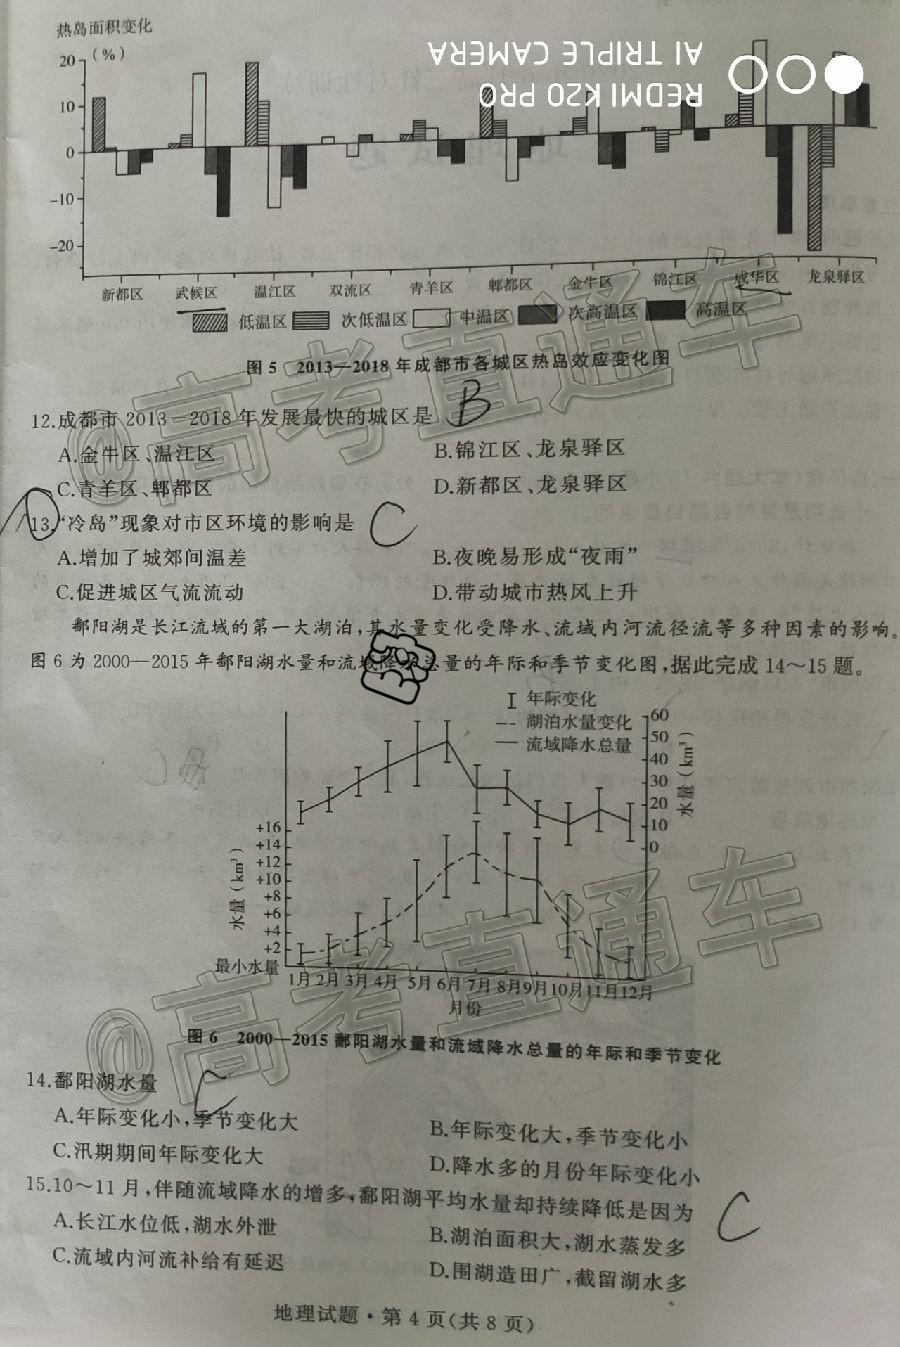 热岛面积变化
20 (%)
10
0
-10
-20
AI TRIPLE CAMERA
REDMI K20 PRO
新都区 武候区 温江区 双流区 青羊区 郫都区 金牛区 锦江区 成华区 龙泉驿区
低温区 次低温区 中温区 次高温区 高温区
图5 2013—2018年成都市各城区热岛效应变化图
12.成都市2013—2018年发展最快的城区是 B
A.金牛区、温江区 B.锦江区、龙泉驿区
C.青羊区、郫都区 D.新都区、龙泉驿区
13.“冷岛”现象对市区环境的影响是 C
A.增加了城郊间温差 B.夜晚易形成“夜雨”
C.促进城区气流流动 D.带动城市热风上升
鄱阳湖是长江流域的第一大湖泊,其水量变化受降水、流域内河流径流等多种因素的影响。
图6为2000—2015年鄱阳湖水量和流域降水总量的年际和季节变化图,据此完成14～15题。
年际变化
湖泊水量变化
流域降水总量
60
50
40
30
20
10
0
水量(km³)
+16
+14
+12
+10
+8
+6
+4
+2
最小水量
水量(km³)
1月2月3月4月 5月6月7月8月9月10月11月12月
月份
图6 2000—2015鄱阳湖水量和流域降水总量的年际和季节变化
14.鄱阳湖水量 C
A.年际变化小,季节变化大 B.年际变化大,季节变化小
C.汛期期间年际变化大 D.降水多的月份年际变化小
15.10～11月,伴随流域降水的增多,鄱阳湖平均水量却持续降低是因为 C
A.长江水位低,湖水外泄 B.湖泊面积大,湖水蒸发多
C.流域内河流补给有延迟 D.围湖造田广,截留湖水多
地理试题·第4页(共8页)
@高考直通车
@高考直通车